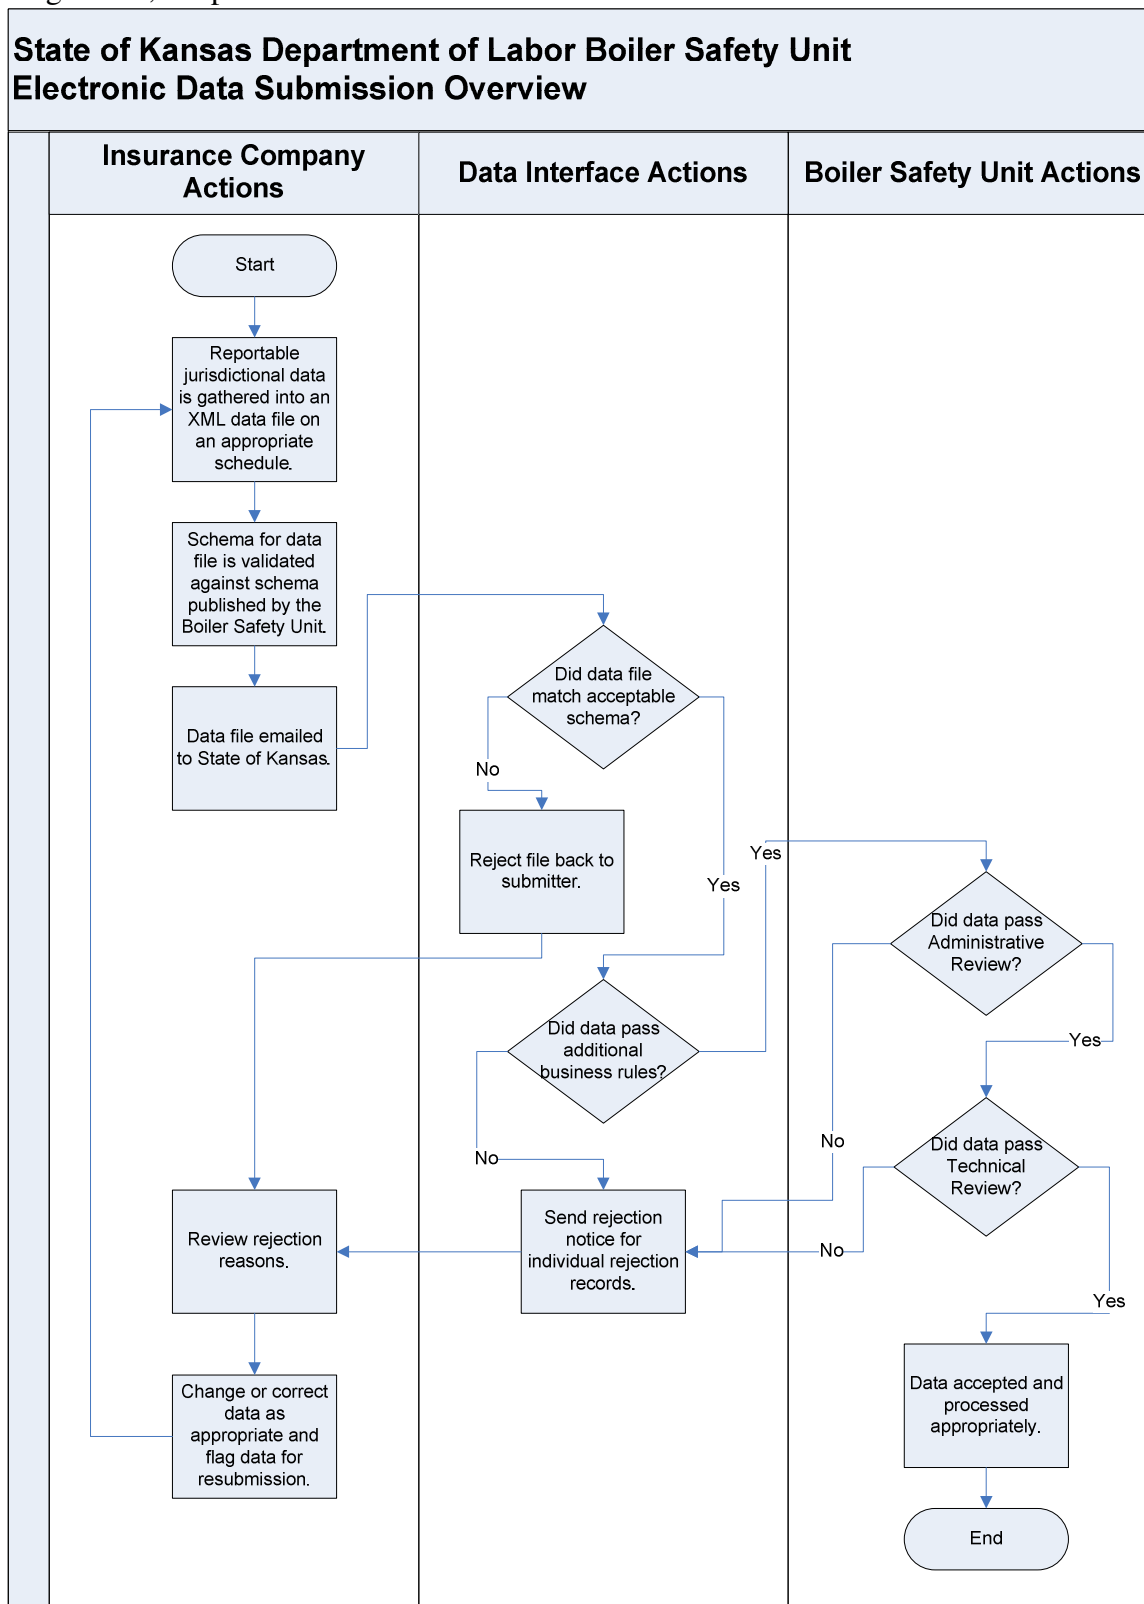 State of Kansas Department of Labor Boiler Safety Unit
Electronic Data Submission Overview
Insurance Company
Actions
Data Interface Actions
Boiler Safety Unit Actions
Start
Reportable
jurisdictional data
is gathered into an
XML data file on
an appropriate
schedule.
Schema for data
file is validated
against schema
published by the
Boiler Safety Unit.
Data file emailed
to State of Kansas.
Did data file
match acceptable
schema?
No
Yes
Reject file back to
submitter.
Did data pass
additional
business rules?
Yes
No
Did data pass
Administrative
Review?
Yes
No
Did data pass
Technical
Review?
No
Yes
Send rejection
notice for
individual rejection
records.
Review rejection
reasons.
Change or correct
data as
appropriate and
flag data for
resubmission.
Data accepted and
processed
appropriately.
End